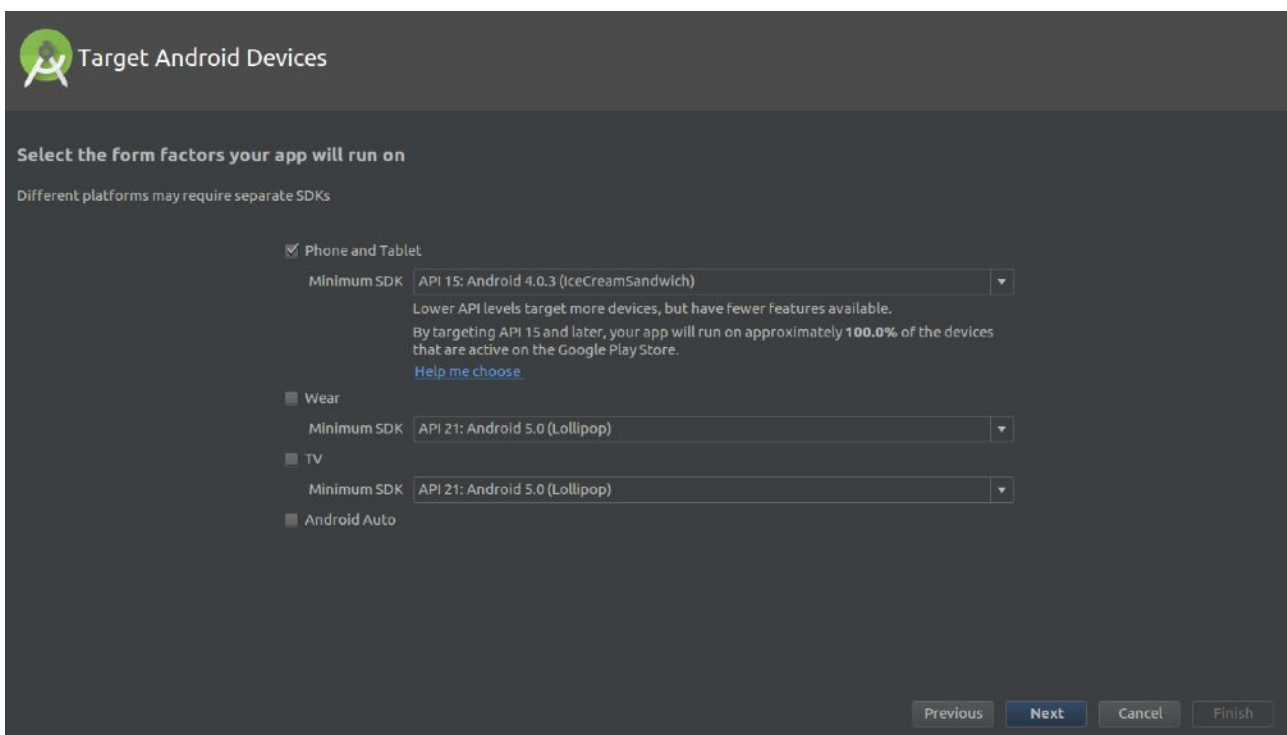 Target Android Devices
Select the form factors your app will run on
Different platforms may require separate SDKs
Phone and Tablet
Minimum SDK API 15: Android 4.0.3 (IceCreamSandwich)
Lower API levels target more devices, but have fewer features available.
By targeting API 15 and later, your app will run on approximately 100.0% of the devices
that are active on the Google Play Store.
Help me choose
Wear
Minimum SDK API 21: Android 5.0 (Lollipop)
TV
Minimum SDK API 21: Android 5.0 (Lollipop)
Android Auto
Previous Next Cancel Finish